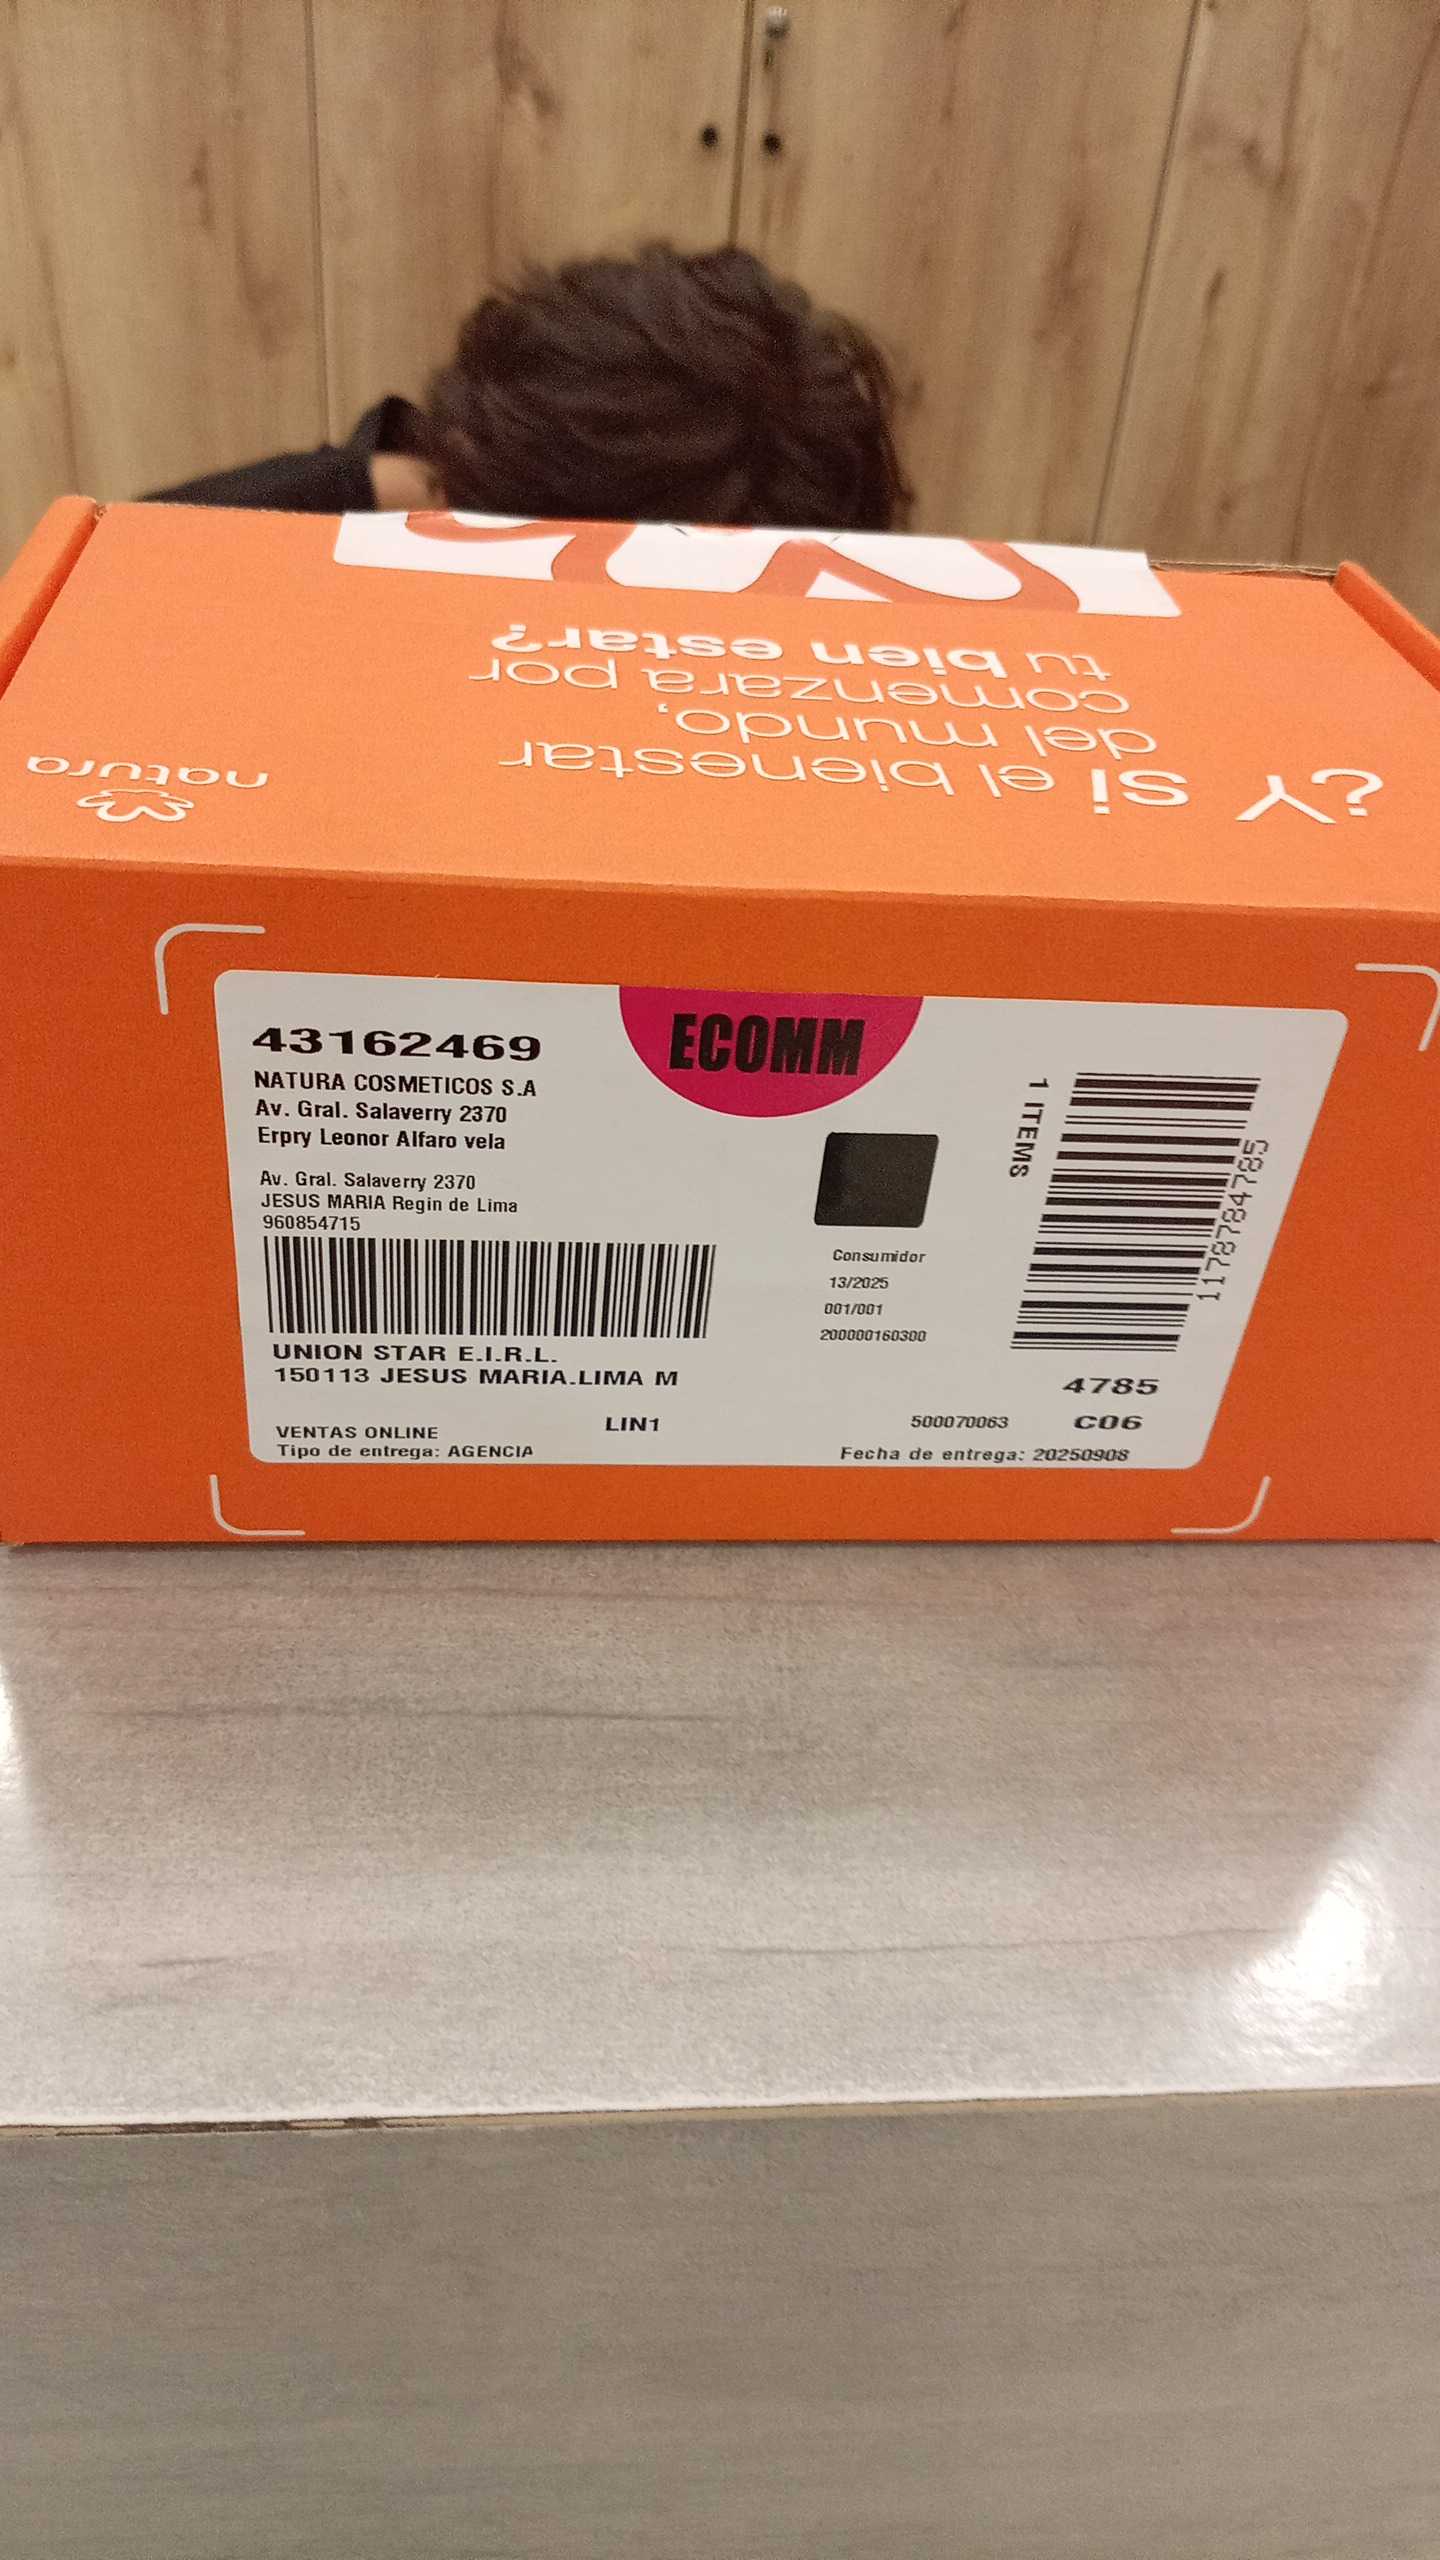 ¿Y si el bienestar
del mundo,
comenzara por
tu bien estar?
natura
ECOMM
43162469
NATURA COSMETICOS S.A
Av. Gral. Salaverry 2370
Erpry Leonor Alfaro vela
Av. Gral. Salaverry 2370
JESUS MARIA Regin de Lima
960854715
UNION STAR E.I.R.L.
150113 JESUS MARIA.LIMA M
VENTAS ONLINE
LIN1
Tipo de entrega: AGENCIA
Consumidor
13/2025
001/001
200000160300
1 ITEMS
1178784785
4785
500070063
C06
Fecha de entrega: 20250908